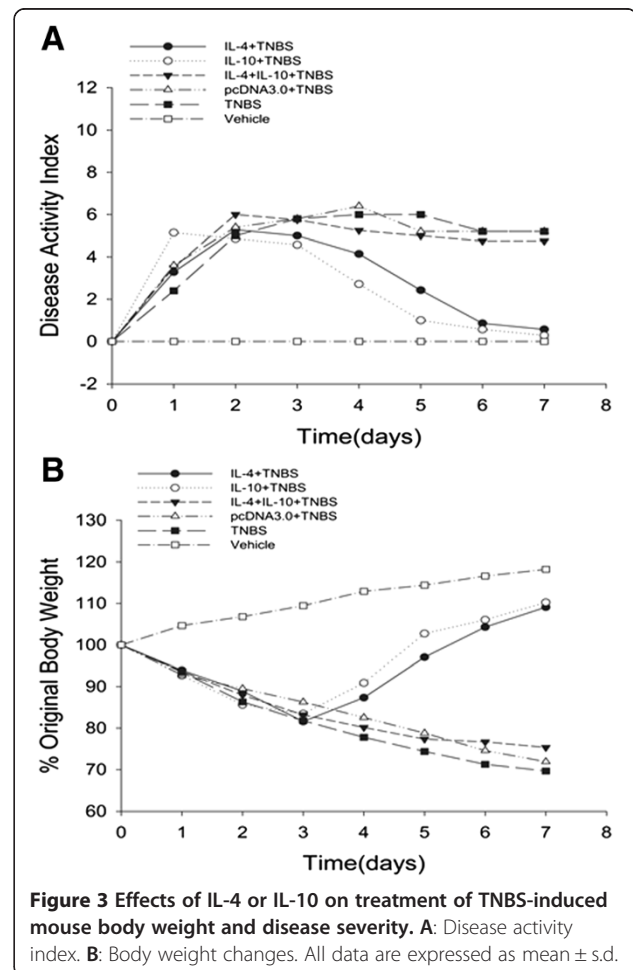 A
IL-4+TNBS
IL-10+TNBS
IL-4+IL-10+TNBS
pcDNA3.0+TNBS
TNBS
Vehicle
12
10
8
6
4
2
0
-2
Disease Activity Index
0 1 2 3 4 5 6 7 8
Time(days)
B
IL-4+TNBS
IL-10+TNBS
IL-4+IL-10+TNBS
pcDNA3.0+TNBS
TNBS
Vehicle
130
120
110
100
90
80
70
60
% Original Body Weight
0 1 2 3 4 5 6 7 8
Time(days)
Figure 3 Effects of IL-4 or IL-10 on treatment of TNBS-induced
mouse body weight and disease severity. A: Disease activity
index. B: Body weight changes. All data are expressed as mean ± s.d.